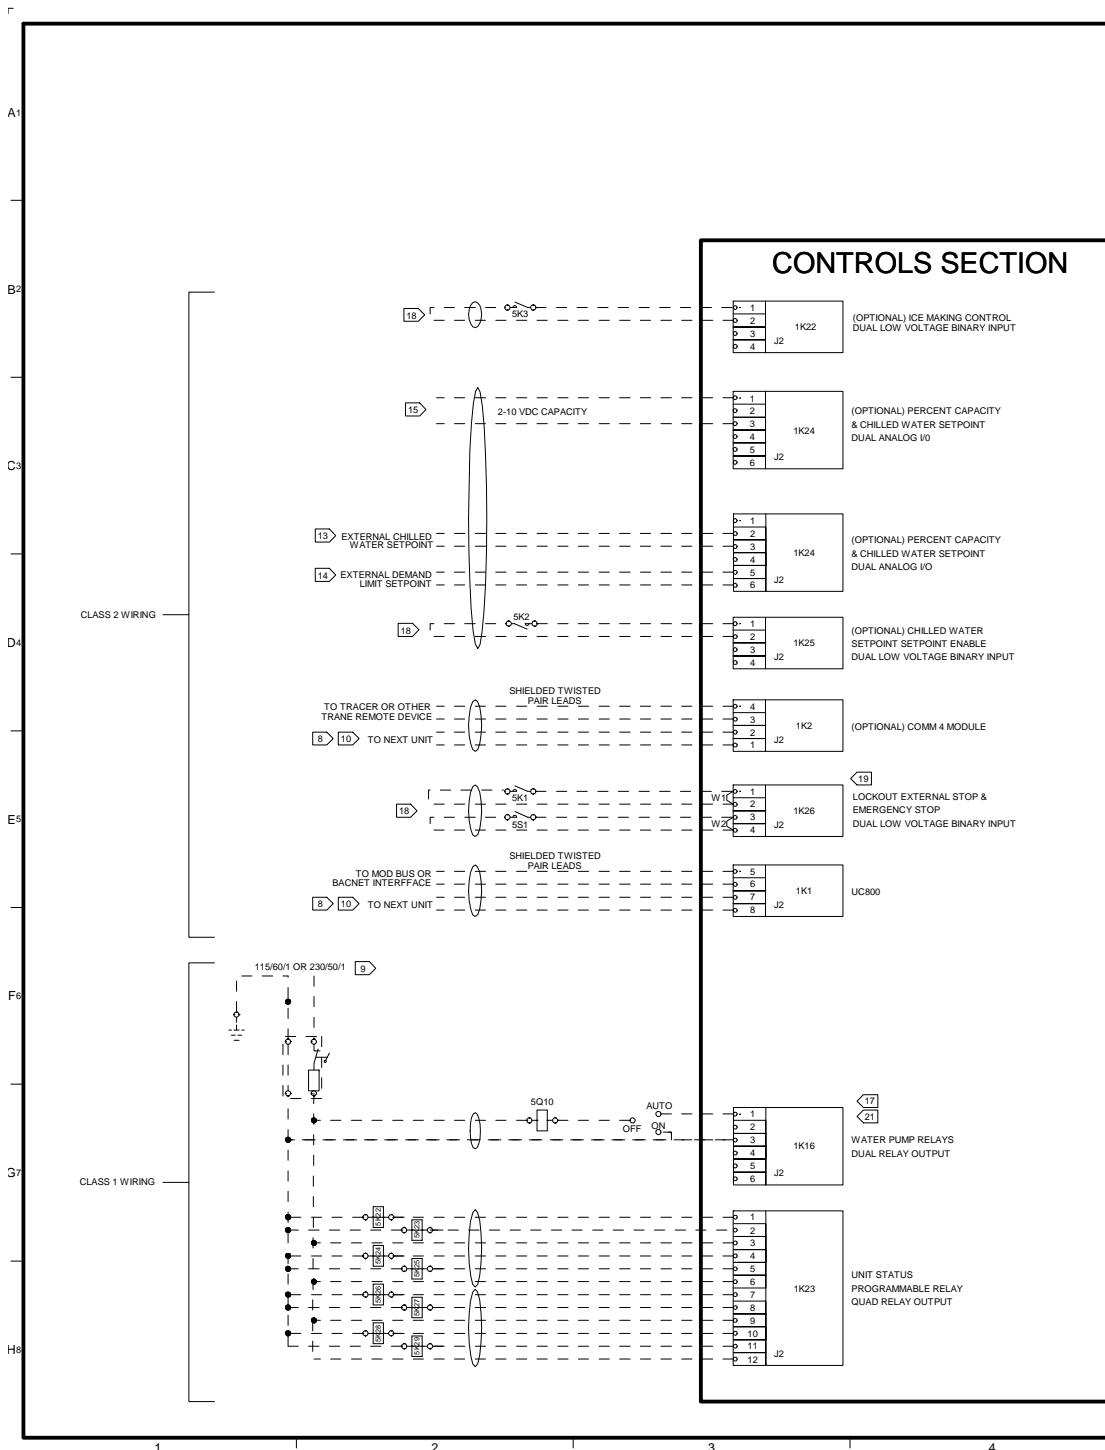 A1
B2
C3
D4
E5
F6
G7
H8
1
2
3
4
CONTROLS SECTION
CLASS 2 WIRING
18
5K3
1
2
3
4
1K22
J2
(OPTIONAL) ICE MAKING CONTROL
DUAL LOW VOLTAGE BINARY INPUT
15
2-10 VDC CAPACITY
1
2
3
4
5
6
1K24
J2
(OPTIONAL) PERCENT CAPACITY
& CHILLED WATER SETPOINT
DUAL ANALOG I/0
13
EXTERNAL CHILLED
WATER SETPOINT
14
EXTERNAL DEMAND
LIMIT SETPOINT
1
2
3
4
5
6
1K24
J2
(OPTIONAL) PERCENT CAPACITY
& CHILLED WATER SETPOINT
DUAL ANALOG I/O
18
5K2
1
2
3
4
1K25
J2
(OPTIONAL) CHILLED WATER
SETPOINT SETPOINT ENABLE
DUAL LOW VOLTAGE BINARY INPUT
SHIELDED TWISTED
PAIR LEADS
TO TRACER OR OTHER
TRANE REMOTE DEVICE
8
10
TO NEXT UNIT
4
3
2
1
1K2
J2
(OPTIONAL) COMM 4 MODULE
18
5K1
5S1
W1
W2
1
2
3
4
1K26
J2
19
LOCKOUT EXTERNAL STOP &
EMERGENCY STOP
DUAL LOW VOLTAGE BINARY INPUT
SHIELDED TWISTED
PAIR LEADS
TO MOD BUS OR
BACNET INTERFFACE
8
10
TO NEXT UNIT
5
6
7
8
1K1
J2
UC800
CLASS 1 WIRING
115/60/1 OR 230/50/1
9
5Q10
AUTO
OFF
ON
1
2
3
4
5
6
1K16
J2
17
21
WATER PUMP RELAYS
DUAL RELAY OUTPUT
5K22
5K23
5K24
5K25
5K26
5K27
5K28
5K29
1
2
3
4
5
6
7
8
9
10
11
12
1K23
J2
UNIT STATUS
PROGRAMMABLE RELAY
QUAD RELAY OUTPUT